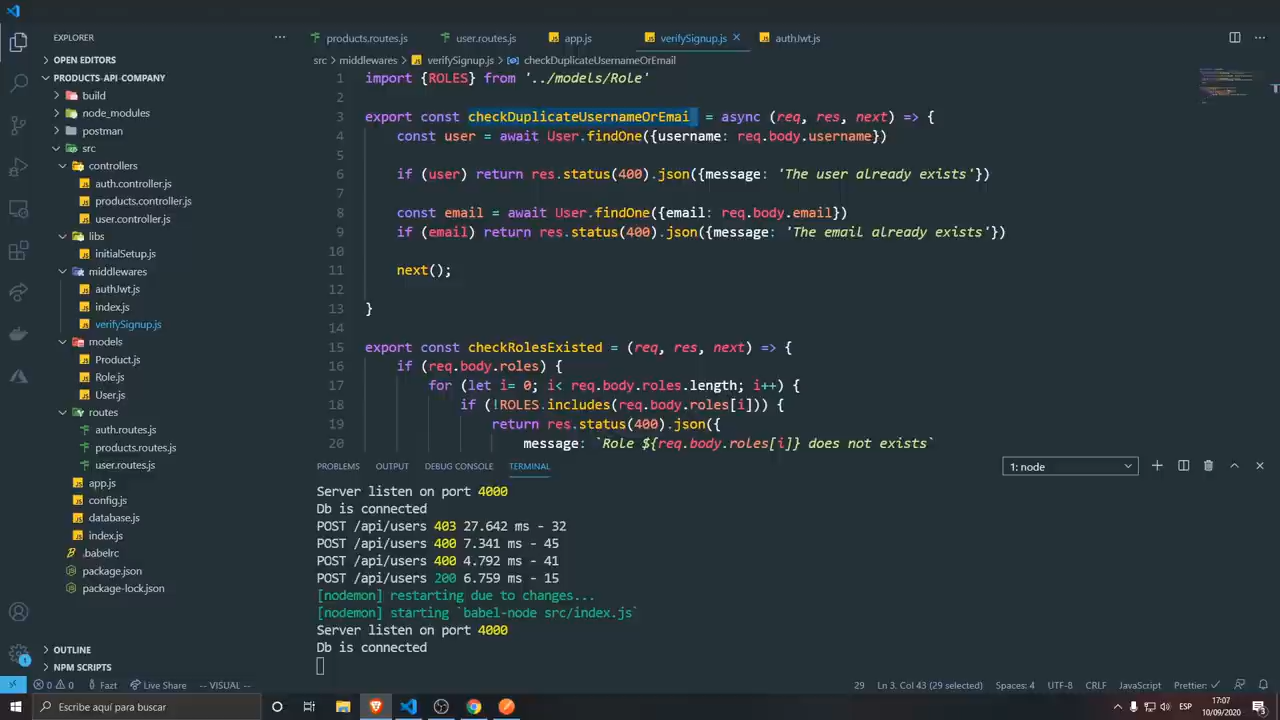 EXPLORER
···
OPEN EDITORS
PRODUCTS-API-COMPANY
build
node_modules
postman
src
controllers
auth.controller.js
products.controller.js
user.controller.js
libs
initialSetup.js
middlewares
authJwt.js
index.js
verifySignup.js
models
Product.js
Role.js
User.js
routes
auth.routes.js
products.routes.js
user.routes.js
app.js
config.js
database.js
index.js
.babelrc
package.json
package-lock.json
OUTLINE
NPM SCRIPTS
products.routes.js user.routes.js app.js verifySignup.js × authJwt.js
src > middlewares > verifySignup.js > checkDuplicateUsernameOrEmail
1 import {ROLES} from '../models/Role'
2
3 export const checkDuplicateUsernameOrEmai = async (req, res, next) => {
4 const user = await User.findOne({username: req.body.username})
5
6 if (user) return res.status(400).json({message: 'The user already exists'})
7
8 const email = await User.findOne({email: req.body.email})
9 if (email) return res.status(400).json({message: 'The email already exists'})
10
11 next();
12
13 }
14
15 export const checkRolesExisted = (req, res, next) => {
16 if (req.body.roles) {
17 for (let i= 0; i< req.body.roles.length; i++) {
18 if (!ROLES.includes(req.body.roles[i])) {
19 return res.status(400).json({
20 message: `Role ${req.body.roles[i]} does not exists`
PROBLEMS OUTPUT DEBUG CONSOLE TERMINAL 1: node
Server listen on port 4000
Db is connected
POST /api/users 403 27.642 ms - 32
POST /api/users 400 7.341 ms - 45
POST /api/users 400 4.792 ms - 41
POST /api/users 200 6.759 ms - 15
[nodemon] restarting due to changes...
[nodemon] starting `babel-node src/index.js`
Server listen on port 4000
Db is connected
1
0 0 Fazt Live Share -- VISUAL -- 29 Ln 3, Col 43 (29 selected) Spaces: 4 UTF-8 CRLF JavaScript Prettier: ✓
Escribe aquí para buscar ESP 17:07
10/09/2020 3